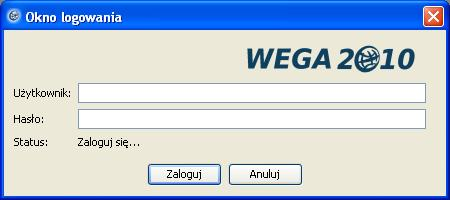 Okno logowania
WEGA 2010
Użytkownik:
Hasło:
Status: Zaloguj się...
Zaloguj Anuluj